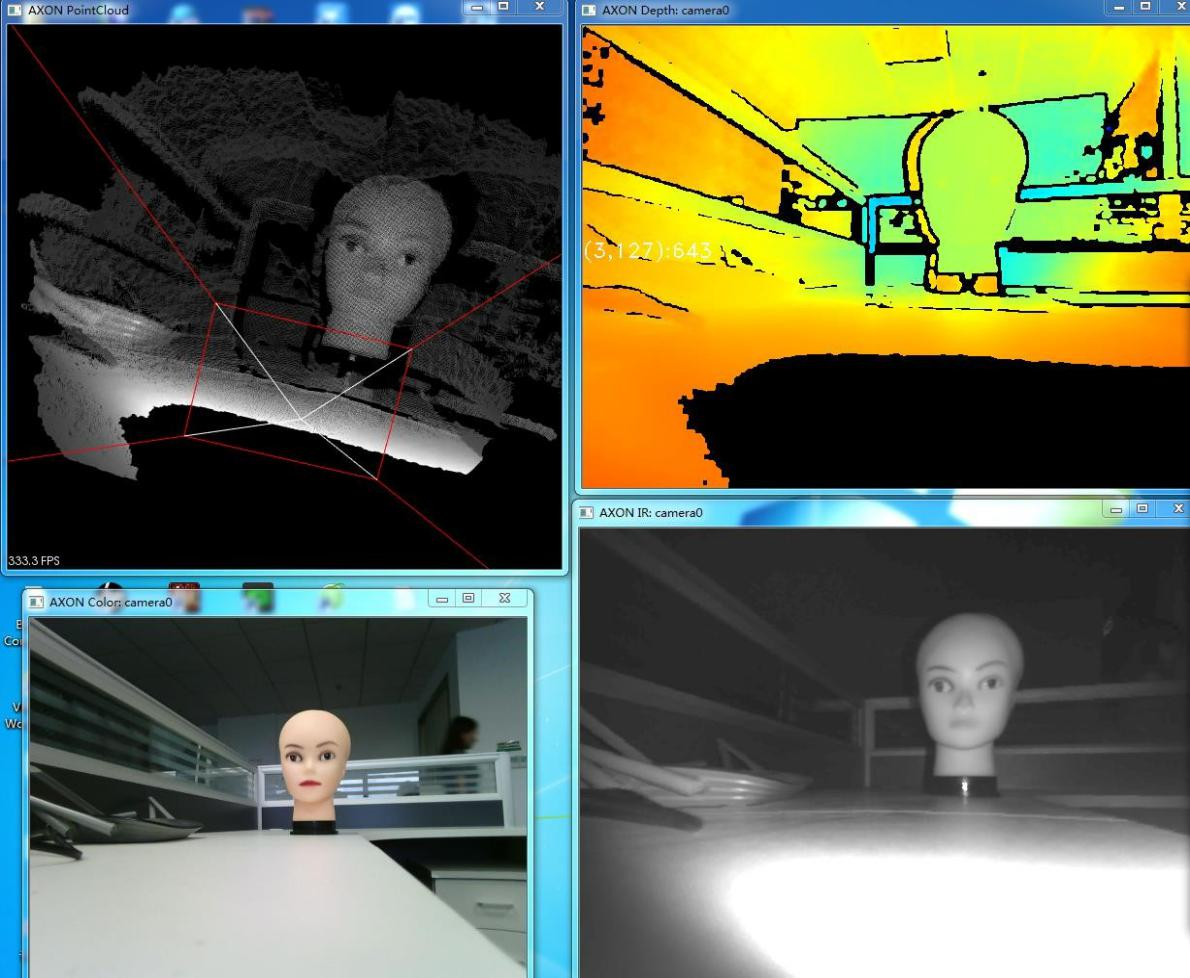 AXON PointCloud
AXON Depth: camera0
(3,127):643
333.3 FPS
AXON IR: camera0
AXON Color: camera0